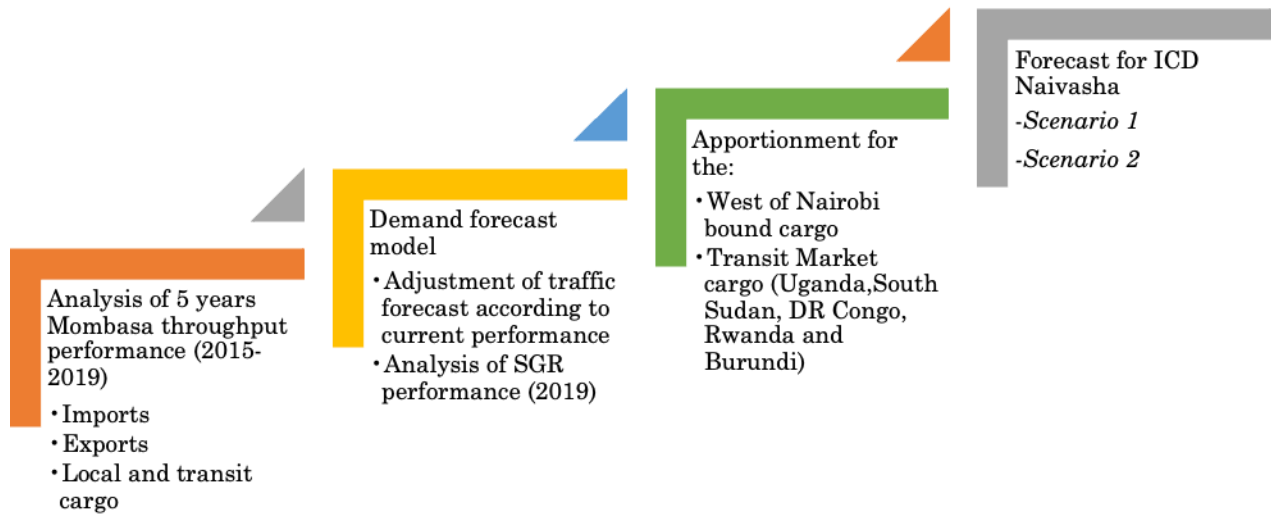 Analysis of 5 years
Mombasa throughput
performance (2015-
2019)
・Imports
・Exports
・Local and transit
cargo
Demand forecast
model
・Adjustment of traffic
forecast according to
current performance
・Analysis of SGR
performance (2019)
Apportionment for
the:
・West of Nairobi
bound cargo
・Transit Market
cargo (Uganda,South
Sudan, DR Congo,
Rwanda and
Burundi)
Forecast for ICD
Naivasha
-Scenario 1
-Scenario 2